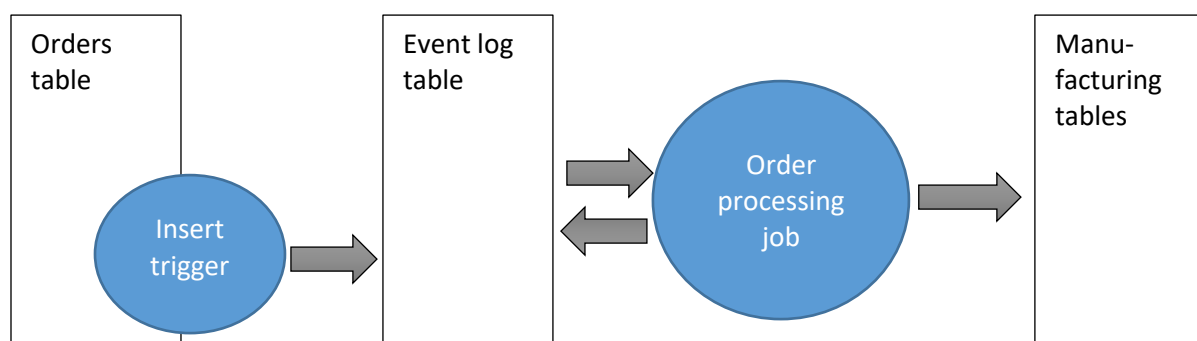 Orders
table
Insert
trigger
Event log
table
Order
processing
job
Manu-
facturing
tables